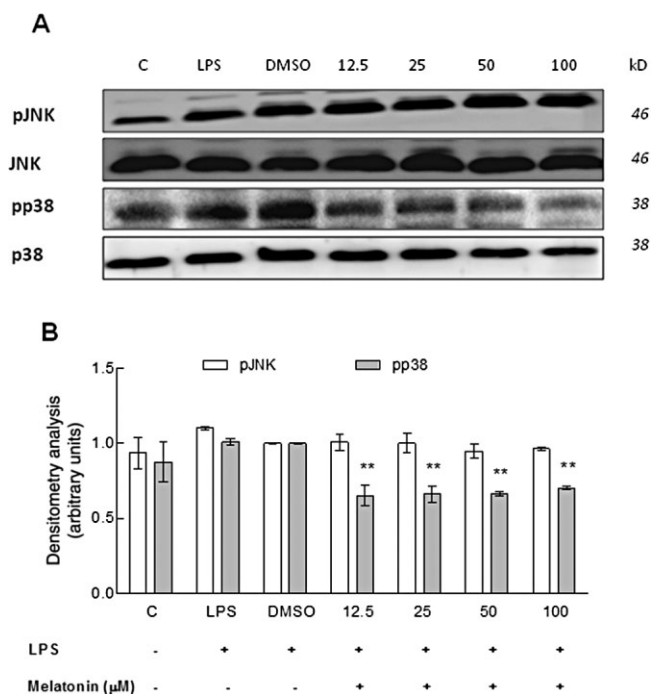 A
C LPS DMSO 12.5 25 50 100 kD
pJNK 46
JNK 46
pp38 38
p38 38
B
pJNK pp38
Densitometry analysis
(arbitrary units)
1.5
1.0
0.5
0.0
** ** ** **
C LPS DMSO 12.5 25 50 100
LPS - + + + + + +
Melatonin (μM) - - - + + + +